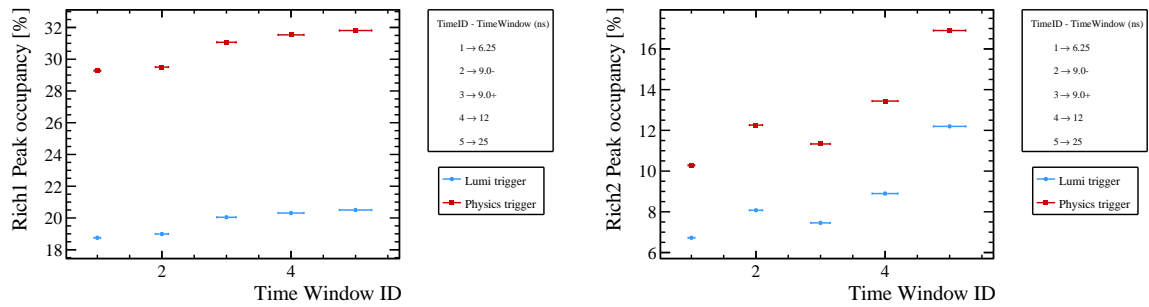 Rich1 Peak occupancy [%]
32
30
28
26
24
22
20
18
2
4
Time Window ID
TimeID - TimeWindow (ns)
1 → 6.25
2 → 9.0-
3 → 9.0+
4 → 12
5 → 25
Lumi trigger
Physics trigger
Rich2 Peak occupancy [%]
16
14
12
10
8
6
2
4
Time Window ID
TimeID - TimeWindow (ns)
1 → 6.25
2 → 9.0-
3 → 9.0+
4 → 12
5 → 25
Lumi trigger
Physics trigger